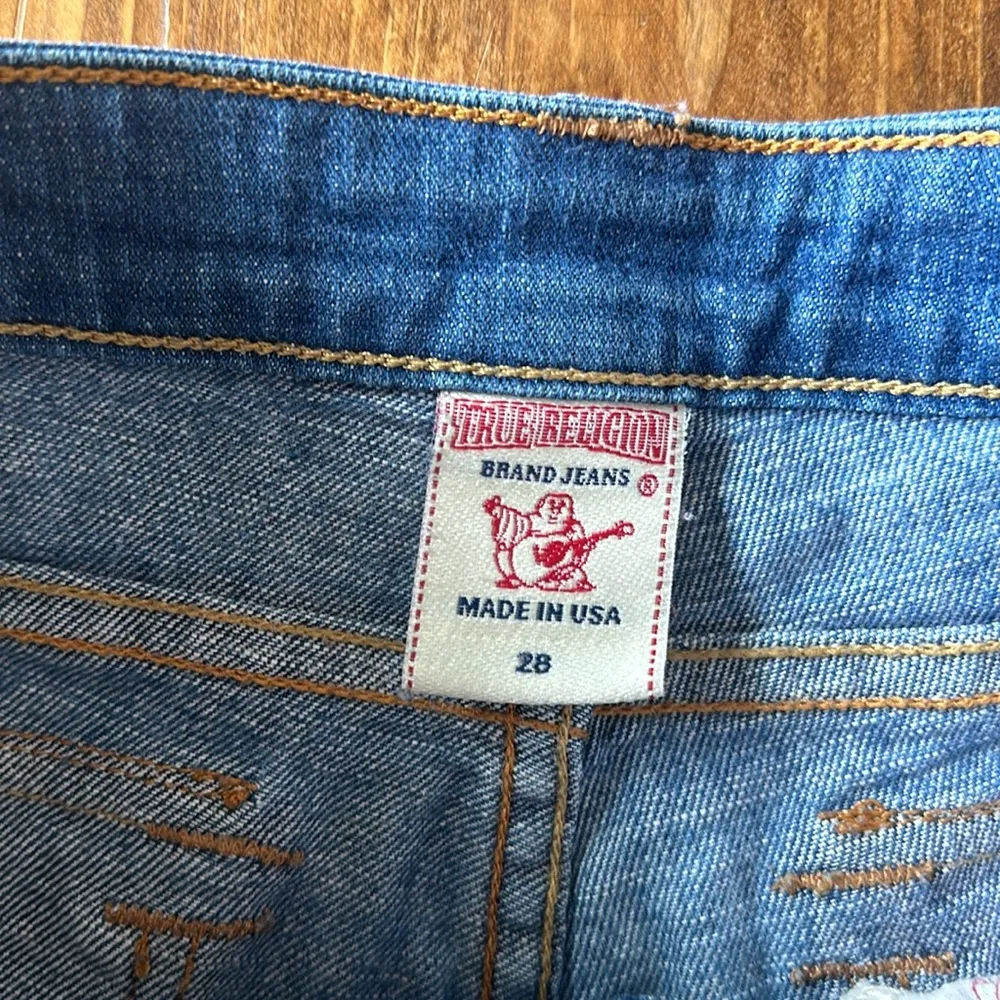 TRUE RELIGION
BRAND JEANS ®
MADE IN USA
28